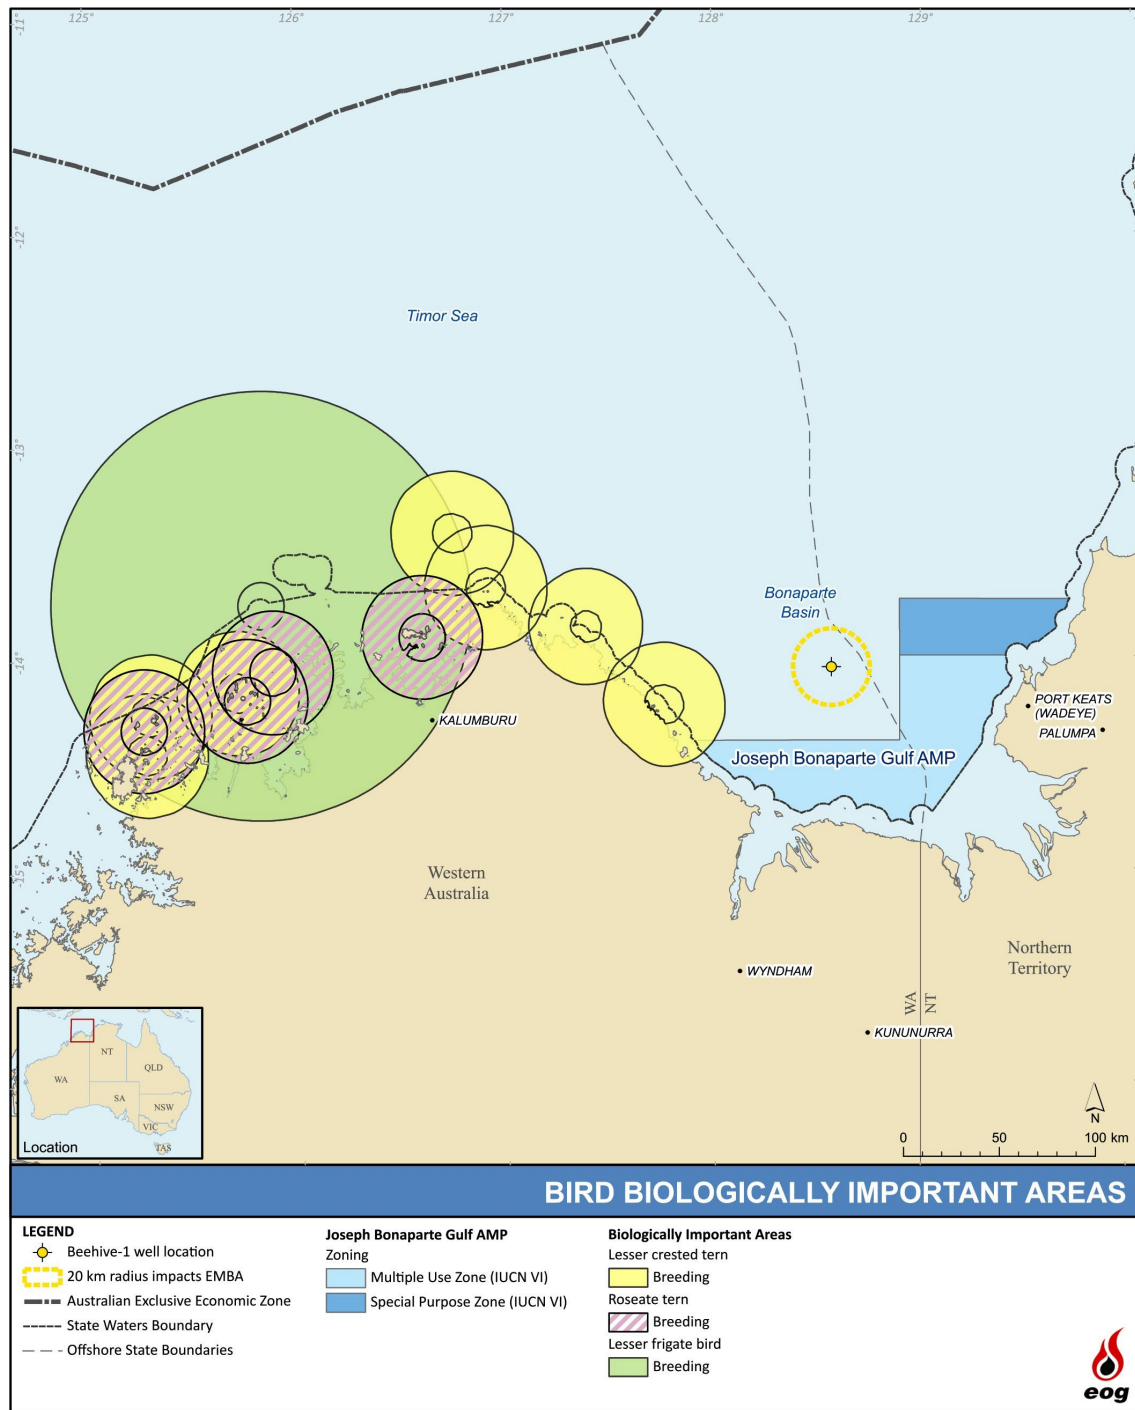 125°
126°
127°
128°
129°
-11°
-12°
-13°
-14°
-15°
Timor Sea
Bonaparte
Basin
PORT KEATS
(WADEYE)
PALUMPA
KALUMBURU
Joseph Bonaparte Gulf AMP
Western
Australia
Northern
Territory
WYNDHAM
WA
NT
KUNUNURRA
N
0 50 100 km
WA
NT
QLD
SA
NSW
VIC
TAS
Location
BIRD BIOLOGICALLY IMPORTANT AREAS
LEGEND
Beehive-1 well location
20 km radius impacts EMBA
Australian Exclusive Economic Zone
State Waters Boundary
Offshore State Boundaries
Joseph Bonaparte Gulf AMP
Zoning
Multiple Use Zone (IUCN VI)
Special Purpose Zone (IUCN VI)
Biologically Important Areas
Lesser crested tern
Breeding
Roseate tern
Breeding
Lesser frigate bird
Breeding
eog